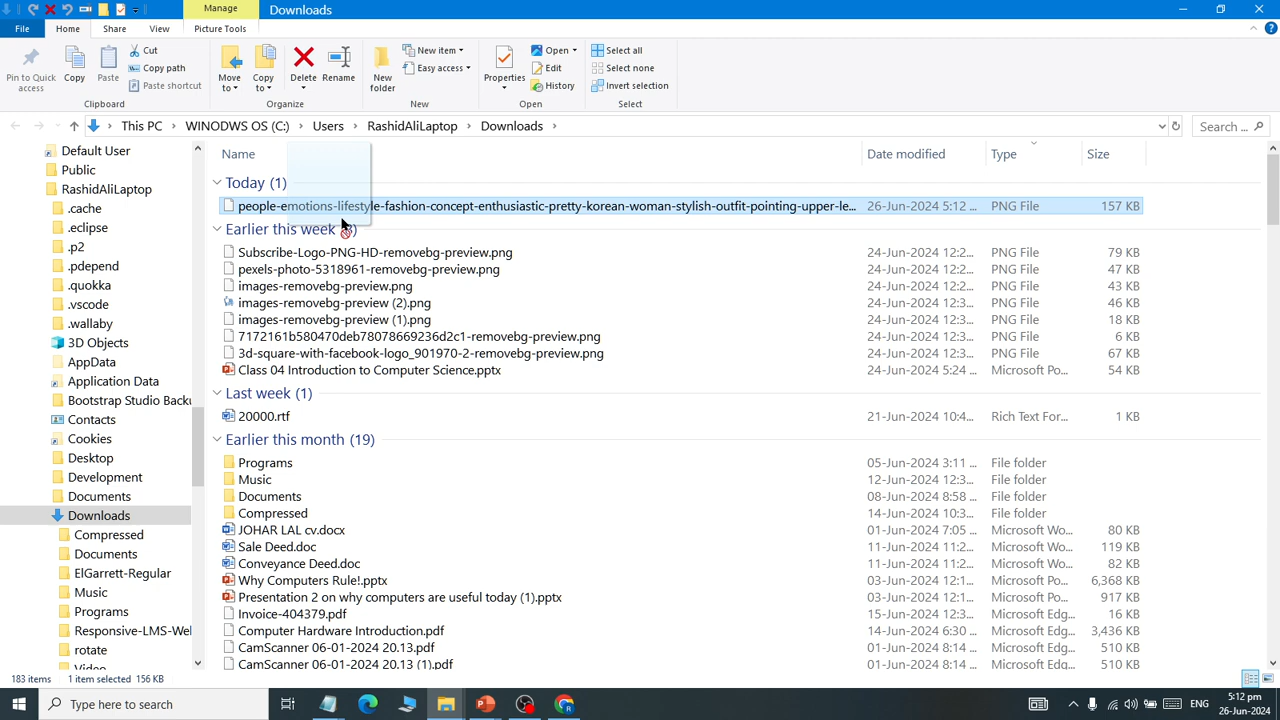 Manage
Downloads
File
Home
Share
View
Picture Tools
Pin to Quick access
Copy
Paste
Cut
Copy path
Paste shortcut
Clipboard
Move to
Copy to
Delete
Rename
Organize
New folder
New item
Easy access
New
Properties
Open
Edit
History
Open
Select all
Select none
Invert selection
Select
This PC > WINODWS OS (C:) > Users > RashidAliLaptop > Downloads >
Search ...
Default User
Public
RashidAliLaptop
.cache
.eclipse
.p2
.pdepend
.quokka
.vscode
.wallaby
3D Objects
AppData
Application Data
Bootstrap Studio Backu
Contacts
Cookies
Desktop
Development
Documents
Downloads
Compressed
Documents
ElGarrett-Regular
Music
Programs
Responsive-LMS-Wel
rotate
Video
Name Date modified Type Size
Today (1)
people-emotions-lifestyle-fashion-concept-enthusiastic-pretty-korean-woman-stylish-outfit-pointing-upper-le... 26-Jun-2024 5:12 ... PNG File 157 KB
Earlier this week
Subscribe-Logo-PNG-HD-removebg-preview.png 24-Jun-2024 12:2... PNG File 79 KB
pexels-photo-5318961-removebg-preview.png 24-Jun-2024 12:2... PNG File 47 KB
images-removebg-preview.png 24-Jun-2024 12:2... PNG File 43 KB
images-removebg-preview (2).png 24-Jun-2024 12:3... PNG File 46 KB
images-removebg-preview (1).png 24-Jun-2024 12:3... PNG File 18 KB
7172161b580470deb78078669236d2c1-removebg-preview.png 24-Jun-2024 12:3... PNG File 6 KB
3d-square-with-facebook-logo_901970-2-removebg-preview.png 24-Jun-2024 12:3... PNG File 67 KB
Class 04 Introduction to Computer Science.pptx 24-Jun-2024 5:24 ... Microsoft Po... 54 KB
Last week (1)
20000.rtf 21-Jun-2024 10:4... Rich Text For... 1 KB
Earlier this month (19)
Programs 05-Jun-2024 3:11 ... File folder
Music 12-Jun-2024 12:3... File folder
Documents 08-Jun-2024 8:58 ... File folder
Compressed 14-Jun-2024 10:3... File folder
JOHAR LAL cv.docx 01-Jun-2024 7:05 ... Microsoft Wo... 80 KB
Sale Deed.doc 11-Jun-2024 11:2... Microsoft Wo... 119 KB
Conveyance Deed.doc 11-Jun-2024 11:2... Microsoft Wo... 82 KB
Why Computers Rule!.pptx 03-Jun-2024 12:1... Microsoft Po... 6,368 KB
Presentation 2 on why computers are useful today (1).pptx 03-Jun-2024 12:1... Microsoft Po... 917 KB
Invoice-404379.pdf 15-Jun-2024 12:3... Microsoft Edg... 16 KB
Computer Hardware Introduction.pdf 14-Jun-2024 6:30 ... Microsoft Edg... 3,436 KB
CamScanner 06-01-2024 20.13.pdf 01-Jun-2024 8:14 ... Microsoft Edg... 510 KB
CamScanner 06-01-2024 20.13 (1).pdf 01-Jun-2024 8:14 ... Microsoft Edg... 510 KB
183 items 1 item selected 156 KB
Type here to search
ENG
5:12 pm
26-Jun-2024